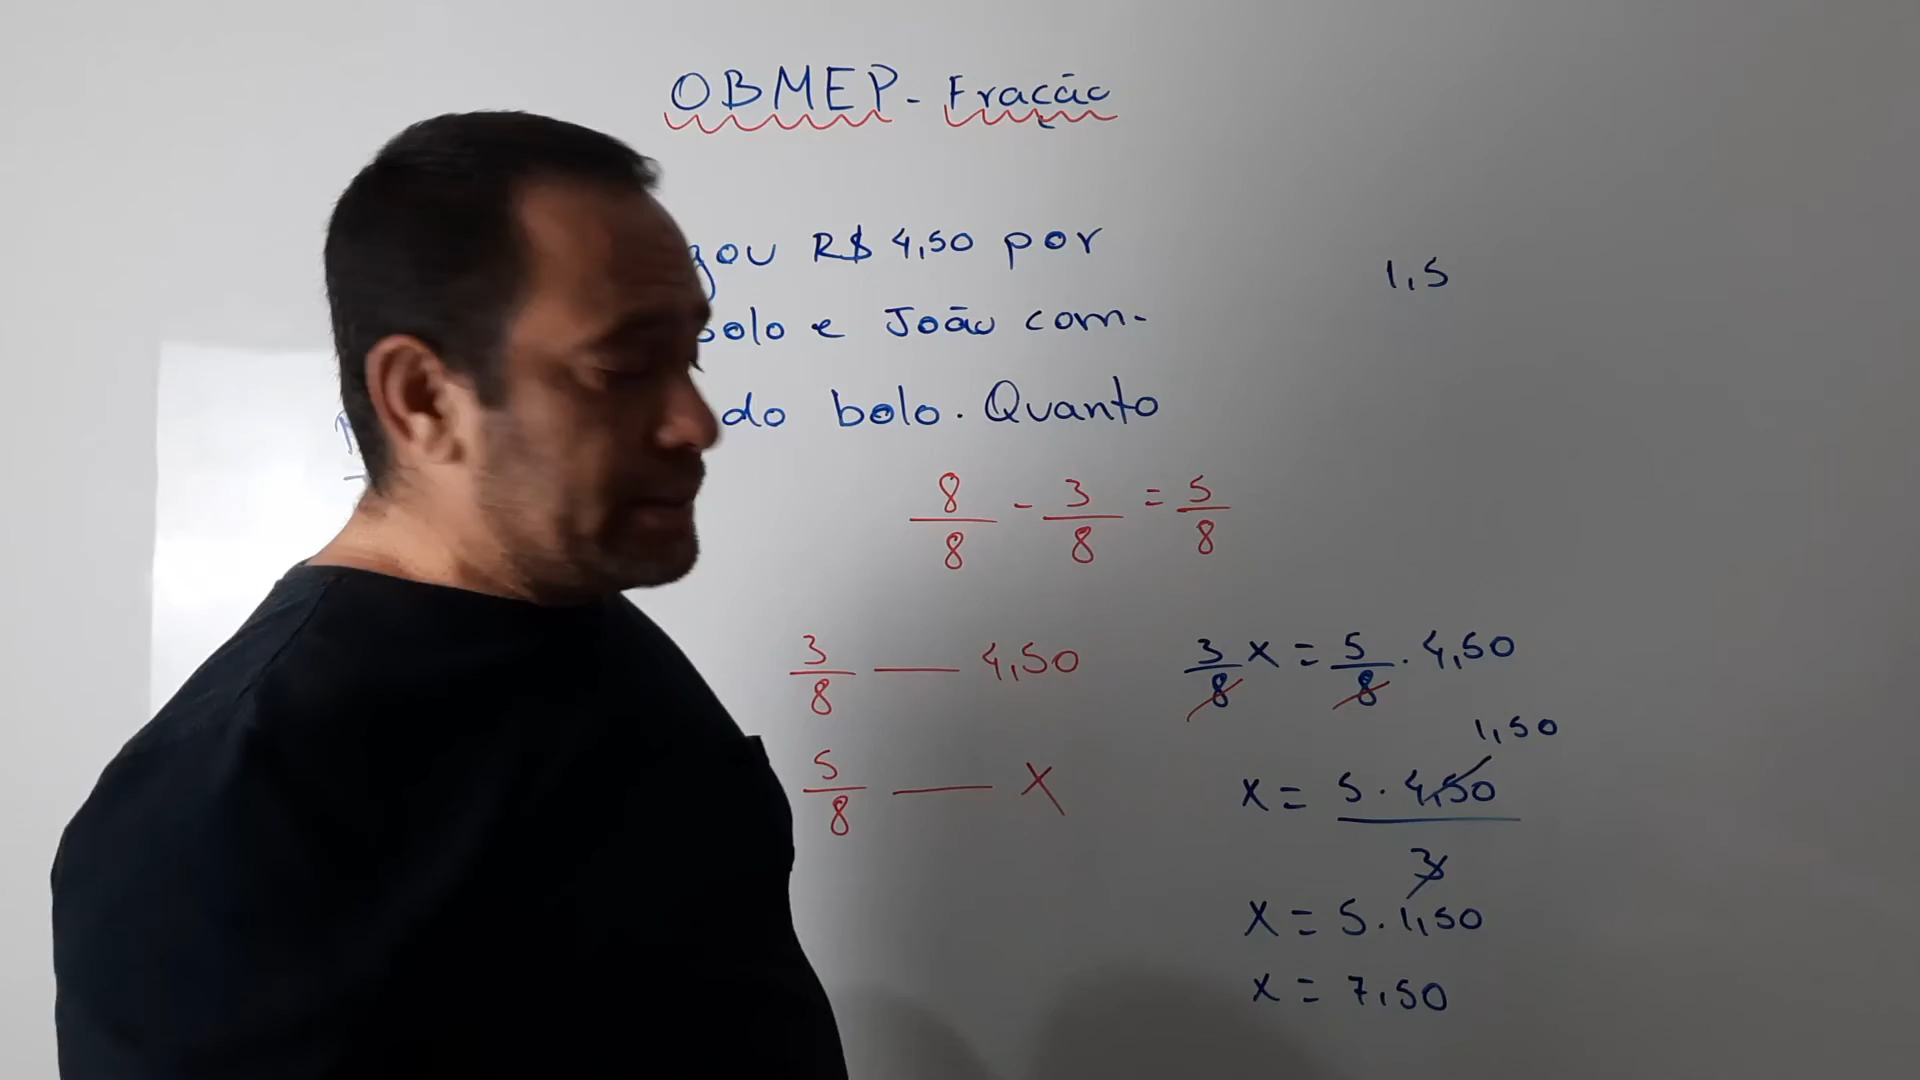 OBMEP - Fração
gou R$ 4,50 por
bolo e João com-
do bolo. Quanto
1,5
8/8 - 3/8 = 5/8
3/8 — 4,50
5/8 — X
3/8 x = 5/8 . 4,50
1,50
x = 5 . 4,50 / 3
x = 5 . 1,50
x = 7,50